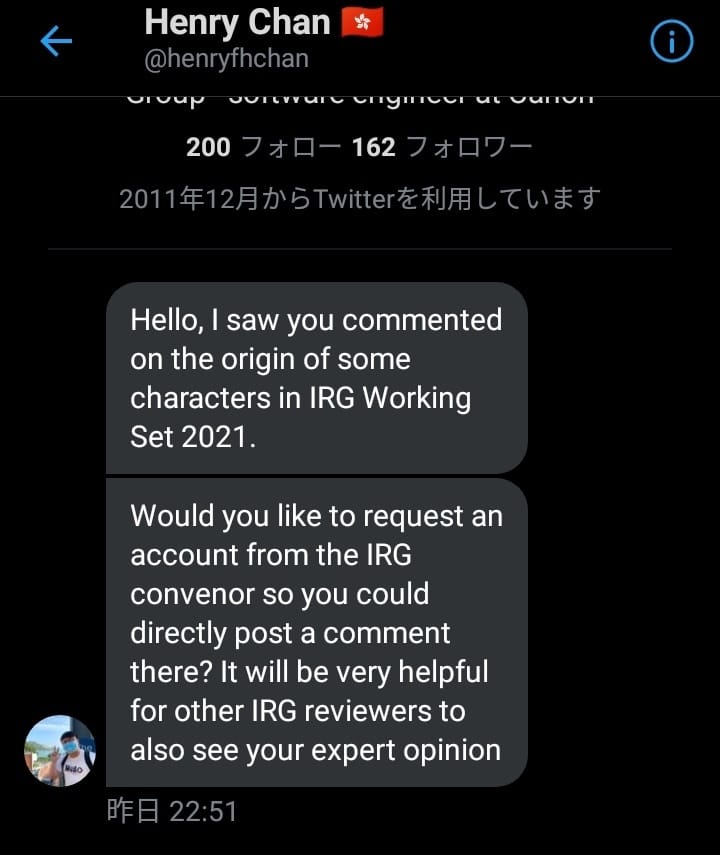 Henry Chan 🇭🇰
@henryfhchan
Group - software engineer at
200 フォロー 162 フォロワー
2011年12月からTwitterを利用しています
Hello, I saw you commented
on the origin of some
characters in IRG Working
Set 2021.
Would you like to request an
account from the IRG
convenor so you could
directly post a comment
there? It will be very helpful
for other IRG reviewers to
also see your expert opinion
昨日 22:51